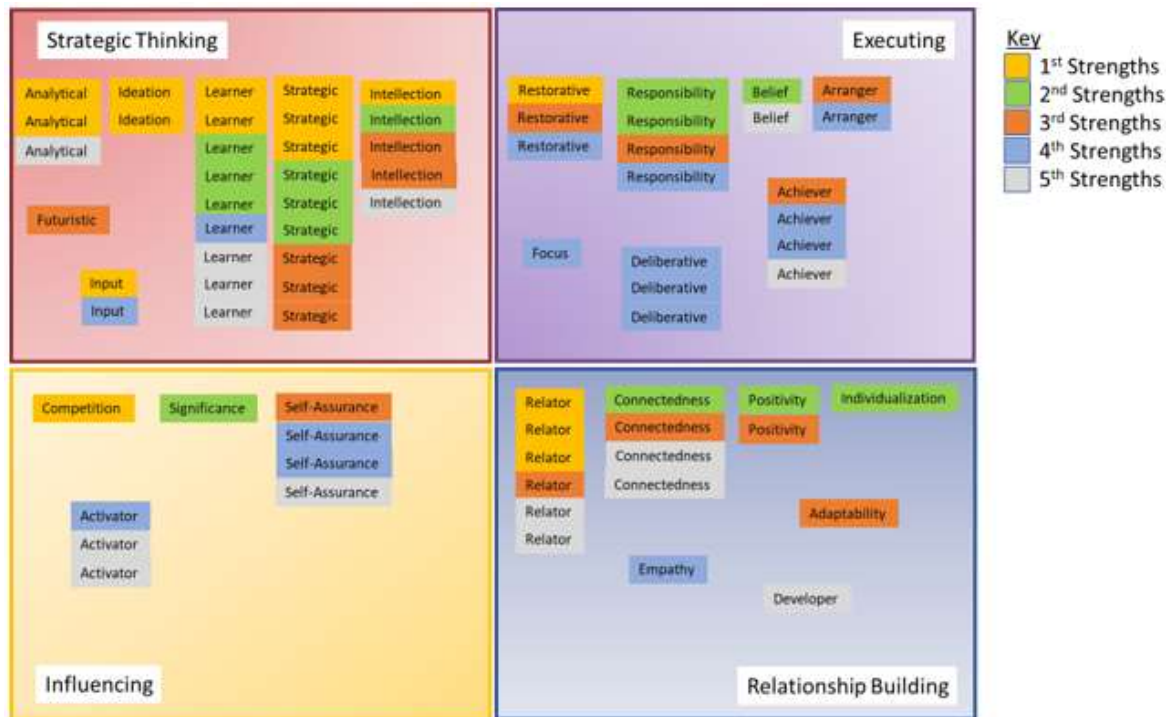 Strategic Thinking
Analytical
Analytical
Analytical
Ideation
Ideation
Learner
Learner
Learner
Learner
Learner
Learner
Learner
Learner
Learner
Strategic
Strategic
Strategic
Strategic
Strategic
Strategic
Strategic
Strategic
Strategic
Intellection
Intellection
Intellection
Intellection
Intellection
Futuristic
Input
Input
Executing
Restorative
Restorative
Restorative
Responsibility
Responsibility
Responsibility
Responsibility
Belief
Belief
Arranger
Arranger
Achiever
Achiever
Achiever
Achiever
Focus
Deliberative
Deliberative
Deliberative
Key
1st Strengths
2nd Strengths
3rd Strengths
4th Strengths
5th Strengths
Competition
Significance
Self-Assurance
Self-Assurance
Self-Assurance
Self-Assurance
Activator
Activator
Activator
Influencing
Relator
Relator
Relator
Relator
Relator
Relator
Connectedness
Connectedness
Connectedness
Connectedness
Positivity
Positivity
Individualization
Adaptability
Empathy
Developer
Relationship Building